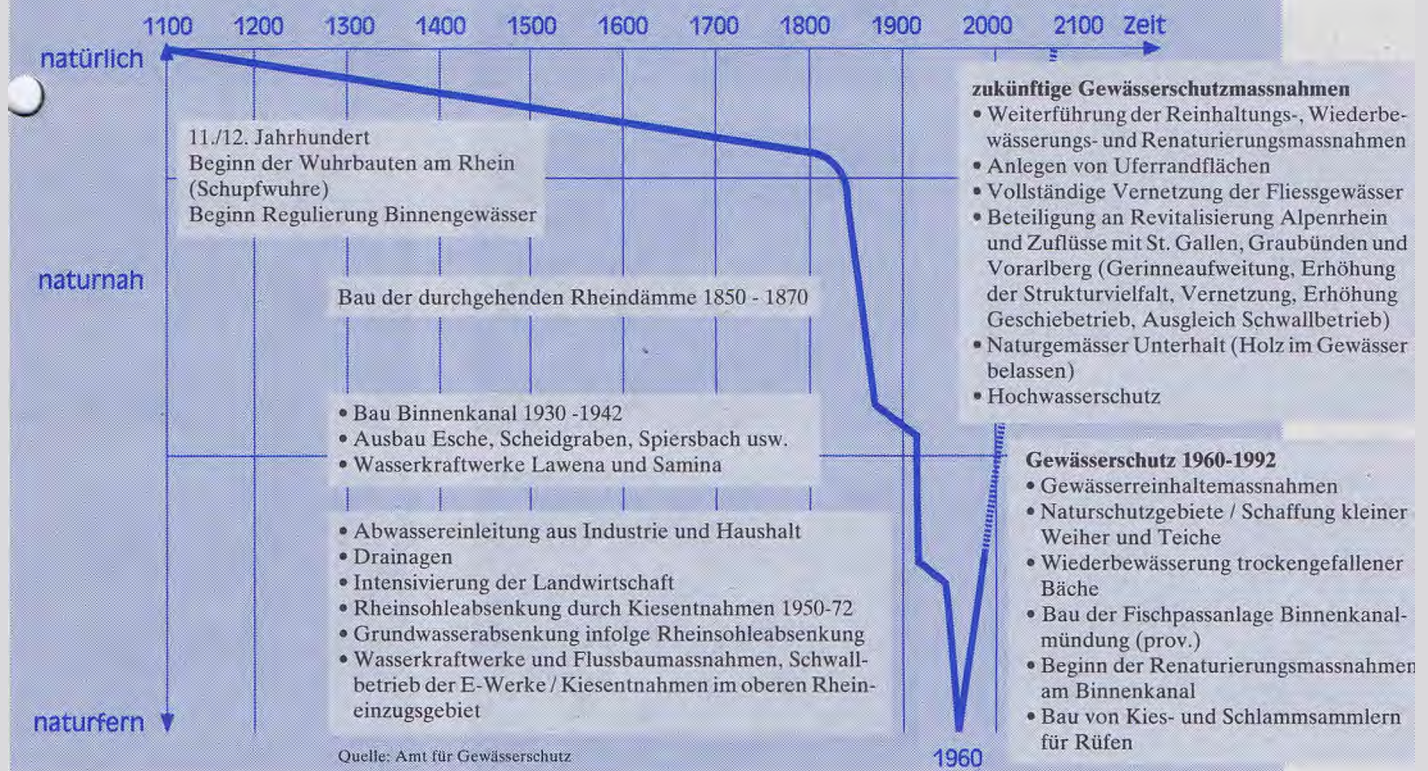 1100 1200 1300 1400 1500 1600 1700 1800 1900 2000 2100 Zeit
natürlich
naturnah
naturfern
11./12. Jahrhundert
Beginn der Wuhrbauten am Rhein
(Schupfwuhre)
Beginn Regulierung Binnengewässer
Bau der durchgehenden Rheindämme 1850 - 1870
• Bau Binnenkanal 1930 -1942
• Ausbau Esche, Scheidgraben, Spiersbach usw.
• Wasserkraftwerke Lawena und Samina
• Abwassereinleitung aus Industrie und Haushalt
• Drainagen
• Intensivierung der Landwirtschaft
• Rheinsohleabsenkung durch Kiesentnahmen 1950-72
• Grundwasserabsenkung infolge Rheinsohleabsenkung
• Wasserkraftwerke und Flussbaumassnahmen, Schwall-
betrieb der E-Werke / Kiesentnahmen im oberen Rhein-
einzugsgebiet
Quelle: Amt für Gewässerschutz
1960
zukünftige Gewässerschutzmassnahmen
• Weiterführung der Reinhaltungs-, Wiederbe-
wässerungs- und Renaturierungsmassnahmen
• Anlegen von Uferrandflächen
• Vollständige Vernetzung der Fliessgewässer
• Beteiligung an Revitalisierung Alpenrhein
und Zuflüsse mit St. Gallen, Graubünden und
Vorarlberg (Gerinneaufweitung, Erhöhung
der Strukturvielfalt, Vernetzung, Erhöhung
Geschiebetrieb, Ausgleich Schwallbetrieb)
• Naturgemässer Unterhalt (Holz im Gewässer
belassen)
• Hochwasserschutz
Gewässerschutz 1960-1992
• Gewässerreinhaltemassnahmen
• Naturschutzgebiete / Schaffung kleiner
Weiher und Teiche
• Wiederbewässerung trockengefallener
Bäche
• Bau der Fischpassanlage Binnenkanal-
mündung (prov.)
• Beginn der Renaturierungsmassnahmen
am Binnenkanal
• Bau von Kies- und Schlammsammlern
für Rüfen